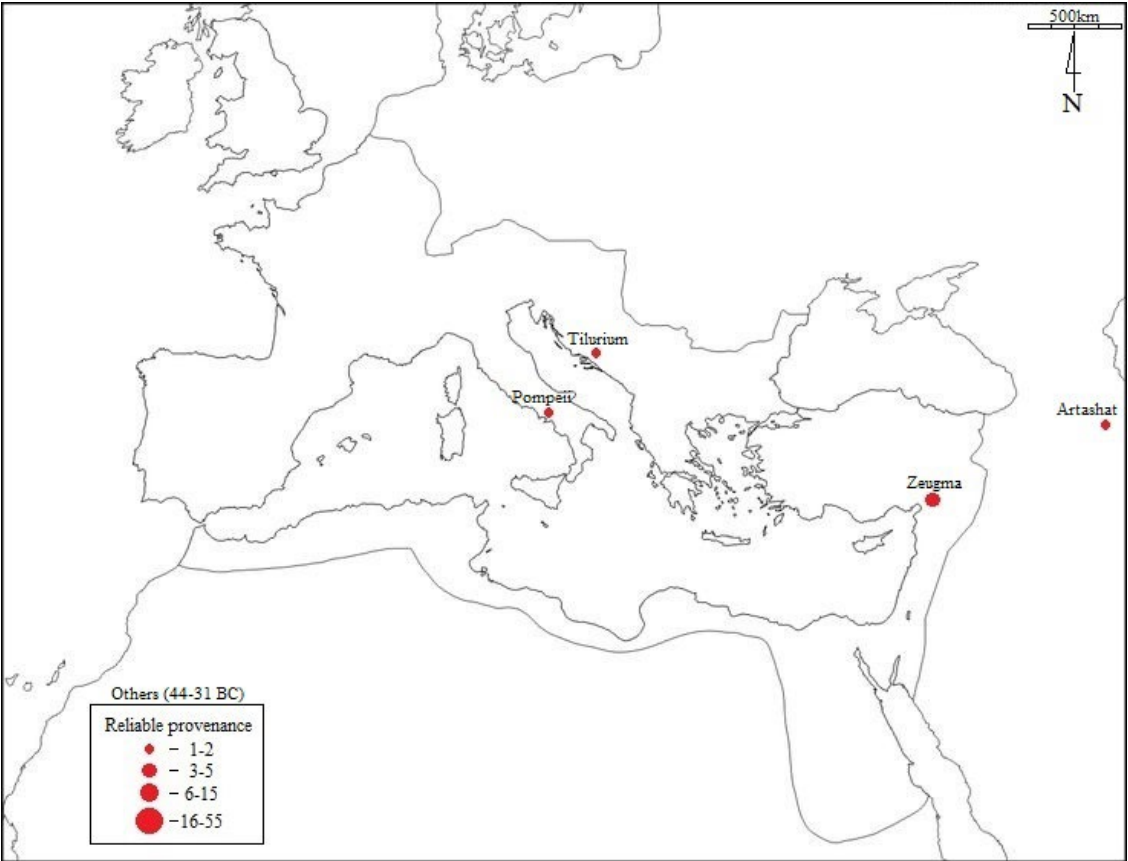 500km
N
Tilurium
Pompeii
Artashat
Zeugma
Others (44-31 BC)
Reliable provenance
- 1-2
- 3-5
- 6-15
-16-55